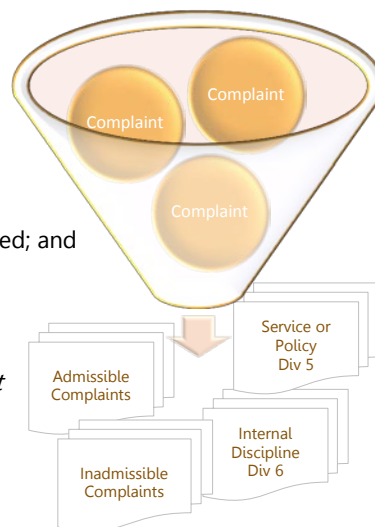 Complaint
Complaint
Complaint
ed; and
Service or
Policy
Div 5
t
Admissible
Complaints
Internal
Discipline
Div 6
Inadmissible
Complaints